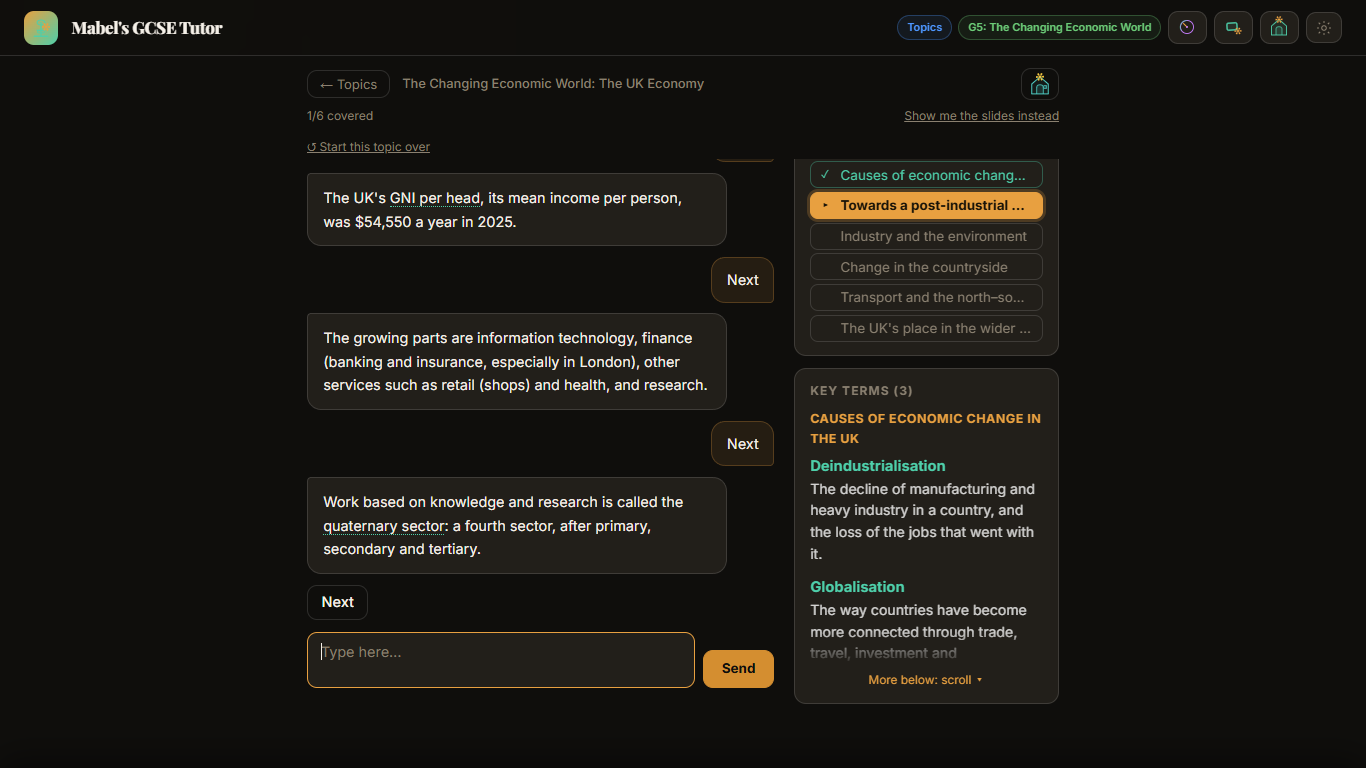 Mabel's GCSE Tutor
Topics
G5: The Changing Economic World
← Topics
The Changing Economic World: The UK Economy
1/6 covered
Show me the slides instead
↺ Start this topic over
The UK's GNI per head, its mean income per person,
was $54,550 a year in 2025.
Next
The growing parts are information technology, finance
(banking and insurance, especially in London), other
services such as retail (shops) and health, and research.
Next
Work based on knowledge and research is called the
quaternary sector: a fourth sector, after primary,
secondary and tertiary.
Next
Type here...
Send
✓ Causes of economic chang...
▸ Towards a post-industrial ...
Industry and the environment
Change in the countryside
Transport and the north–so...
The UK's place in the wider ...
KEY TERMS (3)
CAUSES OF ECONOMIC CHANGE IN
THE UK
Deindustrialisation
The decline of manufacturing and
heavy industry in a country, and
the loss of the jobs that went with
it.
Globalisation
The way countries have become
more connected through trade,
travel, investment and
More below: scroll ▾